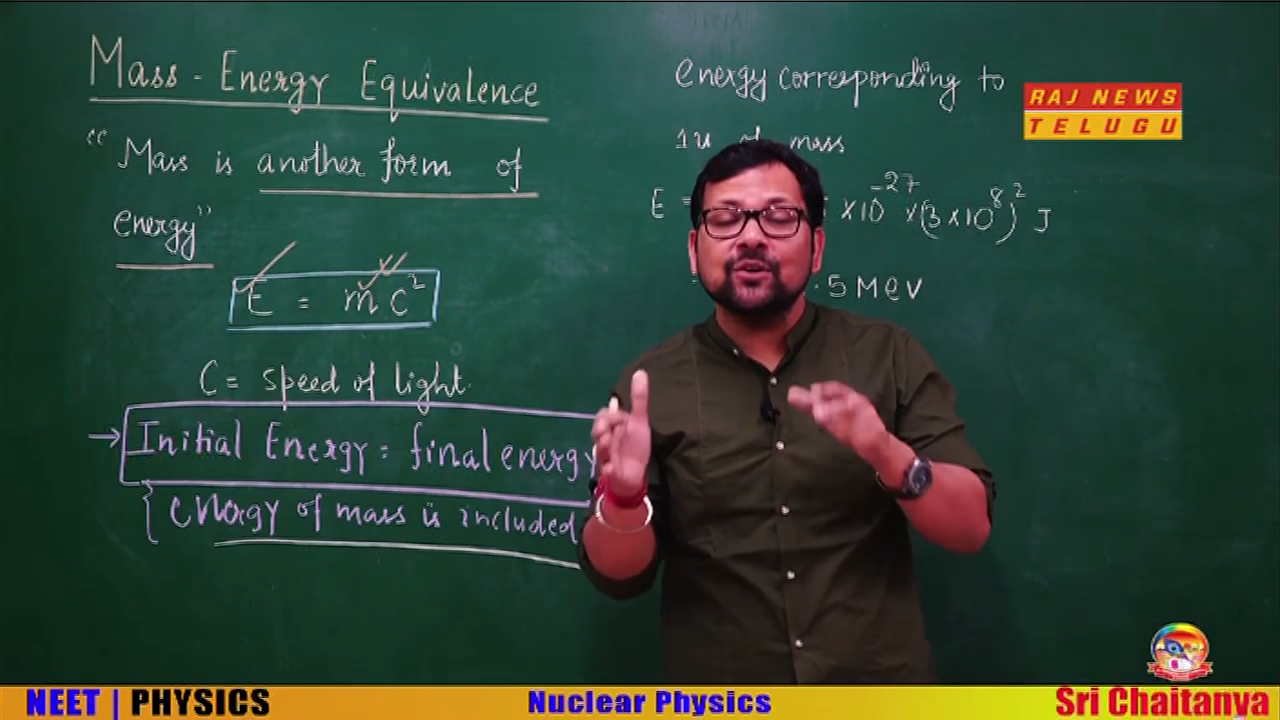 Mass - Energy Equivalence
“ Mass is another form of
energy”
E = mc²
C = speed of light.
→ Initial Energy = final energy
{ energy of mass is included
energy corresponding to
1u of mass
E = ×10⁻²⁷ ×(3×10⁸)² J
.5 MeV
RAJ NEWS
TELUGU
NEET | PHYSICS
Nuclear Physics
Sri Chaitanya